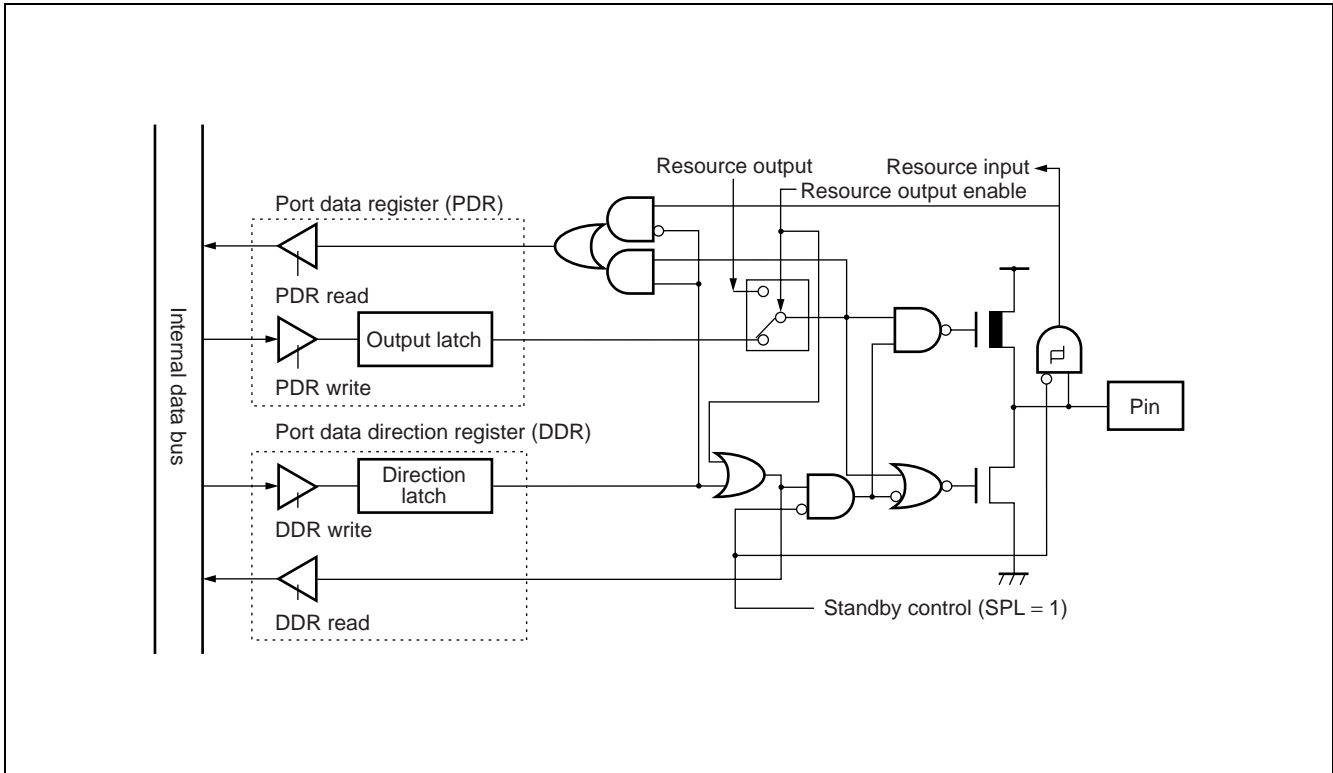 Resource output
Resource input
Resource output enable
Port data register (PDR)
PDR read
Output latch
PDR write
Internal data bus
Pin
Port data direction register (DDR)
Direction
latch
DDR write
DDR read
Standby control (SPL = 1)